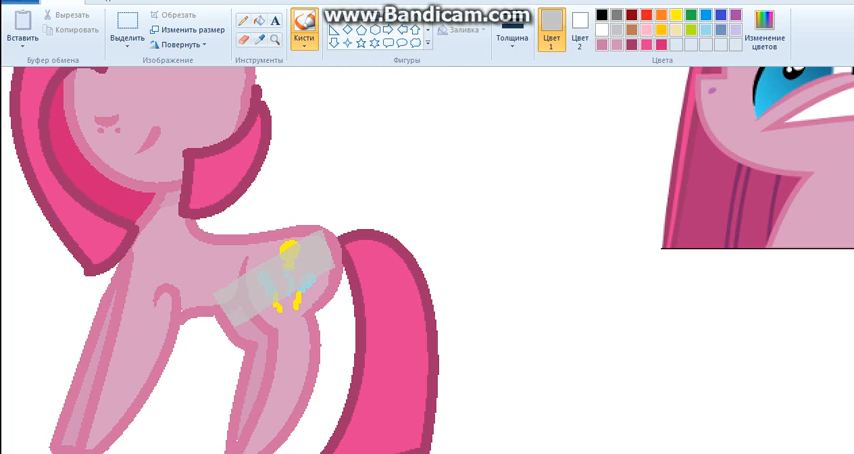 www.Bandicam.com
Вставить
Вырезать
Копировать
Буфер обмена
Выделить
Обрезать
Изменить размер
Повернуть
Изображение
A
Инструменты
Кисти
Заливка
Фигуры
Толщина
Цвет 1
Цвет 2
Изменение цветов
Цвета